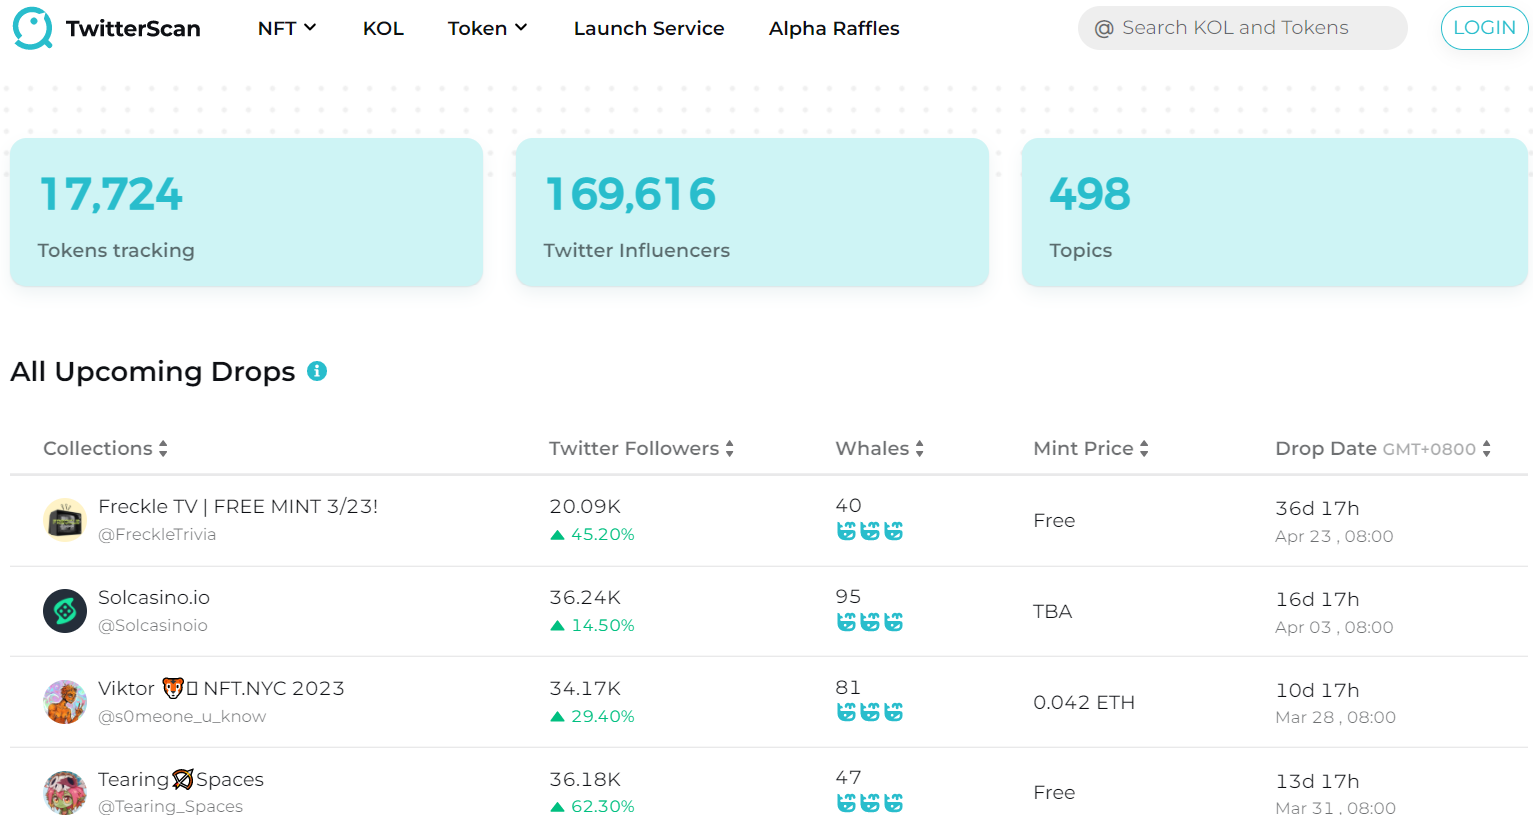 TwitterScan NFT KOL Token Launch Service Alpha Raffles @ Search KOL and Tokens LOGIN
17,724 169,616 498
Tokens tracking Twitter Influencers Topics
All Upcoming Drops
Collections Twitter Followers Whales Mint Price Drop Date GMT+0800
Freckle TV | FREE MINT 3/23! 20.09K 40 Free 36d 17h
@FreckleTrivia 45.20% Apr 23 , 08:00
Solcasino.io 36.24K 95 TBA 16d 17h
@Solcasinoio 14.50% Apr 03 , 08:00
Viktor 🐯 NFT.NYC 2023 34.17K 81 0.042 ETH 10d 17h
@s0meone_u_know 29.40% Mar 28 , 08:00
Tearing🏹Spaces 36.18K 47 Free 13d 17h
@Tearing_Spaces 62.30% Mar 31 , 08:00